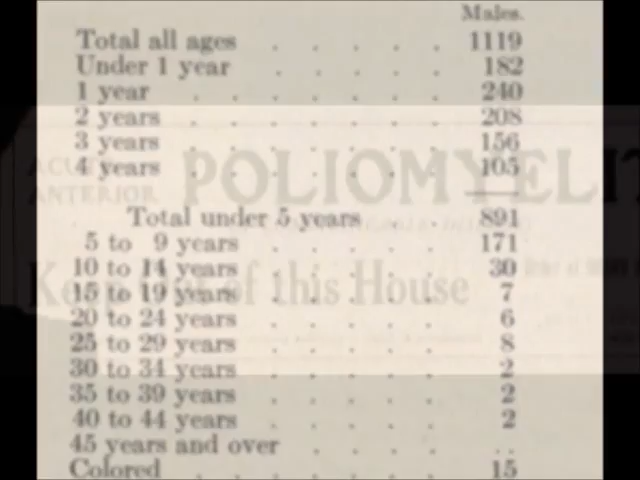 Males.
Total all ages . . . . . 1119
Under 1 year . . . . . 182
1 year . . . . . . . 240
2 years . . . . . . . 208
3 years . . . . . . . 156
4 years . . . . . . . 105
Total under 5 years . . 891
5 to 9 years . . . . . 171
10 to 14 years . . . . . 30
15 to 19 years . . . . . 7
20 to 24 years . . . . . 6
25 to 29 years . . . . . 8
30 to 34 years . . . . . 2
35 to 39 years . . . . . 2
40 to 44 years . . . . . 2
45 years and over . . . . ..
Colored . . . . . . . 15
ACUTE
ANTERIOR
POLIOMYELIT
Keep Out of this House